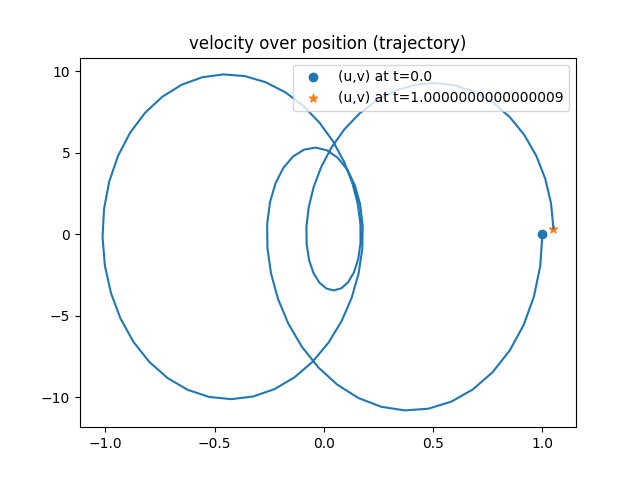 velocity over position (trajectory)
(u,v) at t=0.0
(u,v) at t=1.0000000000000009
10
5
0
−5
−10
−1.0 −0.5 0.0 0.5 1.0